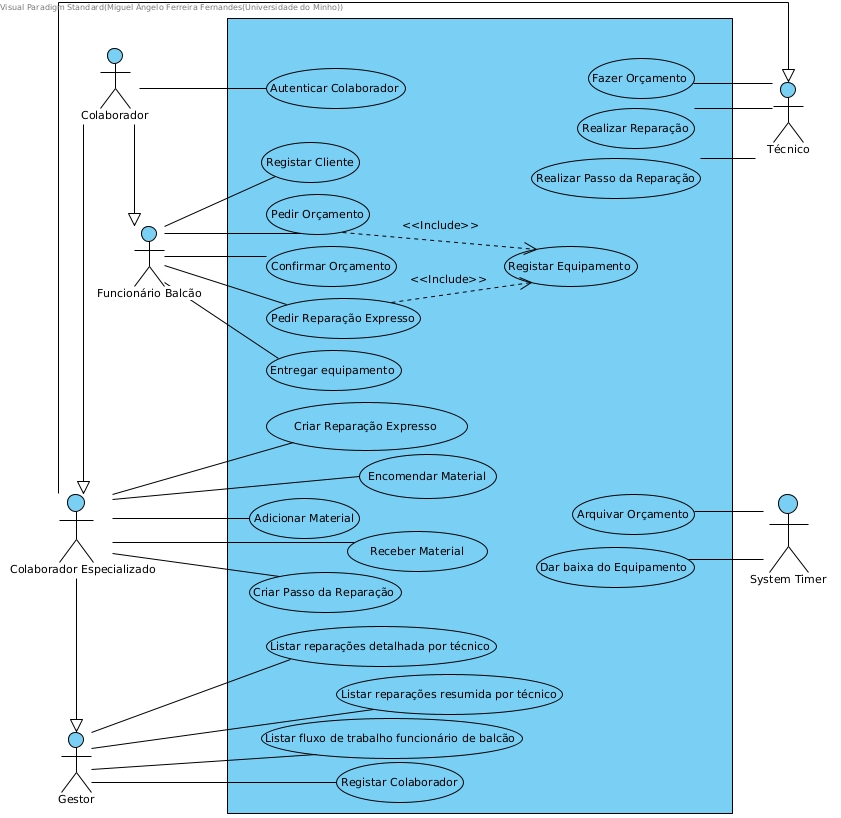 Visual Paradigm Standard(Miguel Ângelo Ferreira Fernandes(Universidade do Minho))
Colaborador
Autenticar Colaborador
Fazer Orçamento
Realizar Reparação
Técnico
Realizar Passo da Reparação
Registar Cliente
Pedir Orçamento
<<Include>>
Funcionário Balcão
Confirmar Orçamento
Registar Equipamento
<<Include>>
Pedir Reparação Expresso
Entregar equipamento
Criar Reparação Expresso
Encomendar Material
Adicionar Material
Receber Material
Colaborador Especializado
Criar Passo da Reparação
Arquivar Orçamento
Dar baixa do Equipamento
System Timer
Listar reparações detalhada por técnico
Listar reparações resumida por técnico
Listar fluxo de trabalho funcionário de balcão
Registar Colaborador
Gestor